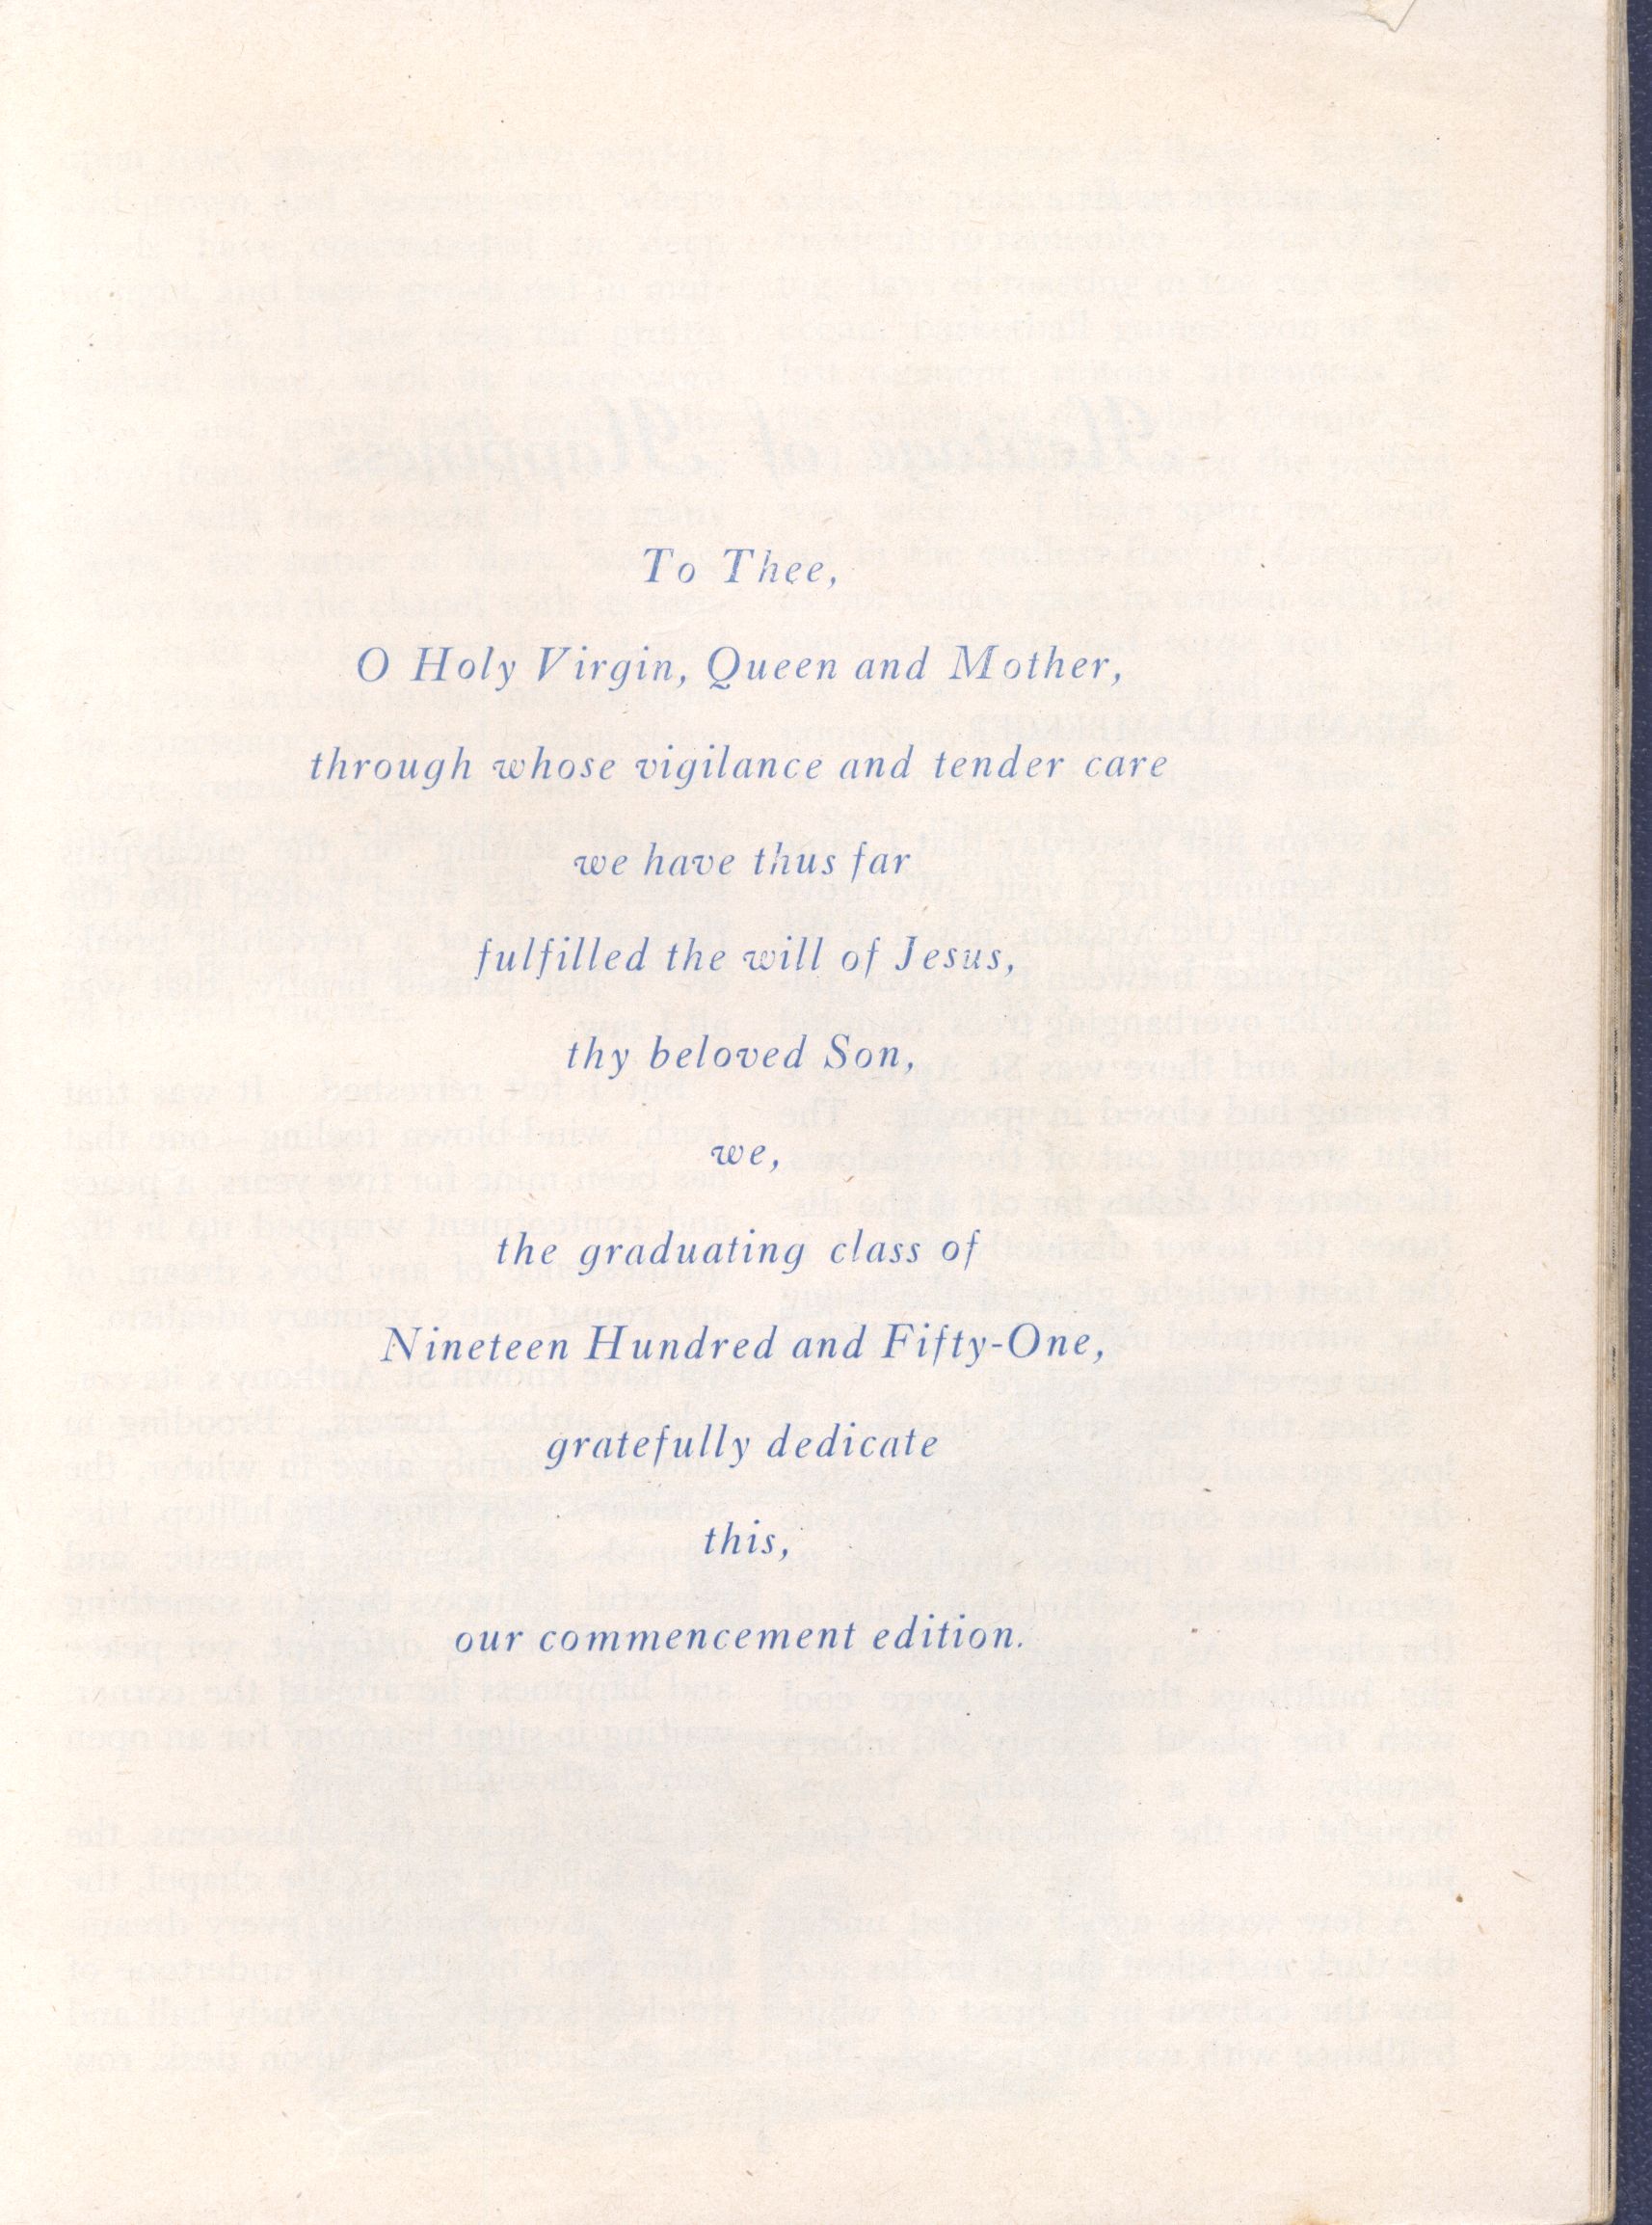 To Thee,
O Holy Virgin, Queen and Mother,
through whose vigilance and tender care
we have thus far
fulfilled the will of Jesus,
thy beloved Son,
we,
the graduating class of
Nineteen Hundred and Fifty-One,
gratefully dedicate
this,
our commencement edition.